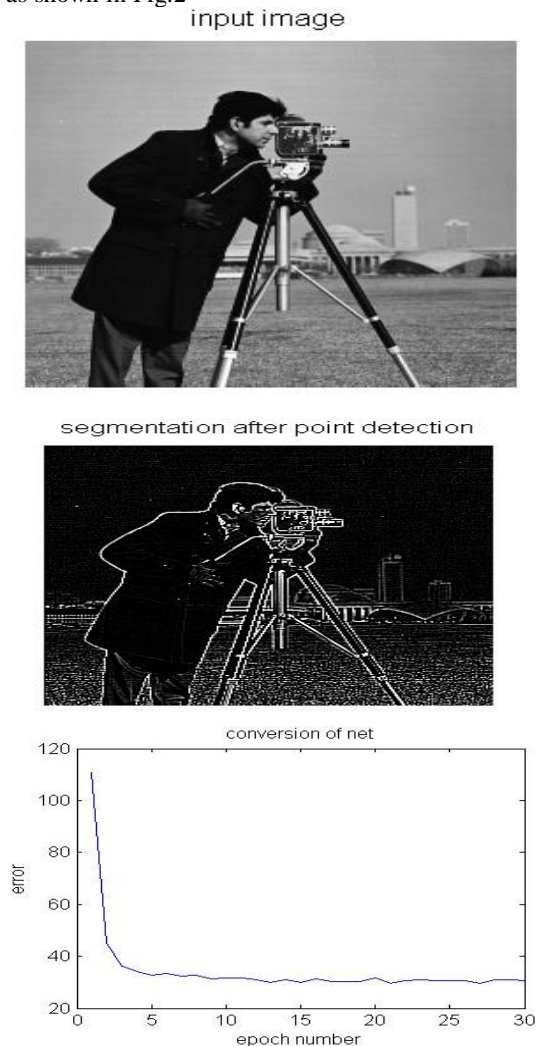 as shown in Fig.2
input image
segmentation after point detection
conversion of net
120
100
80
60
40
20
error
0
5
10
15
20
25
30
epoch number